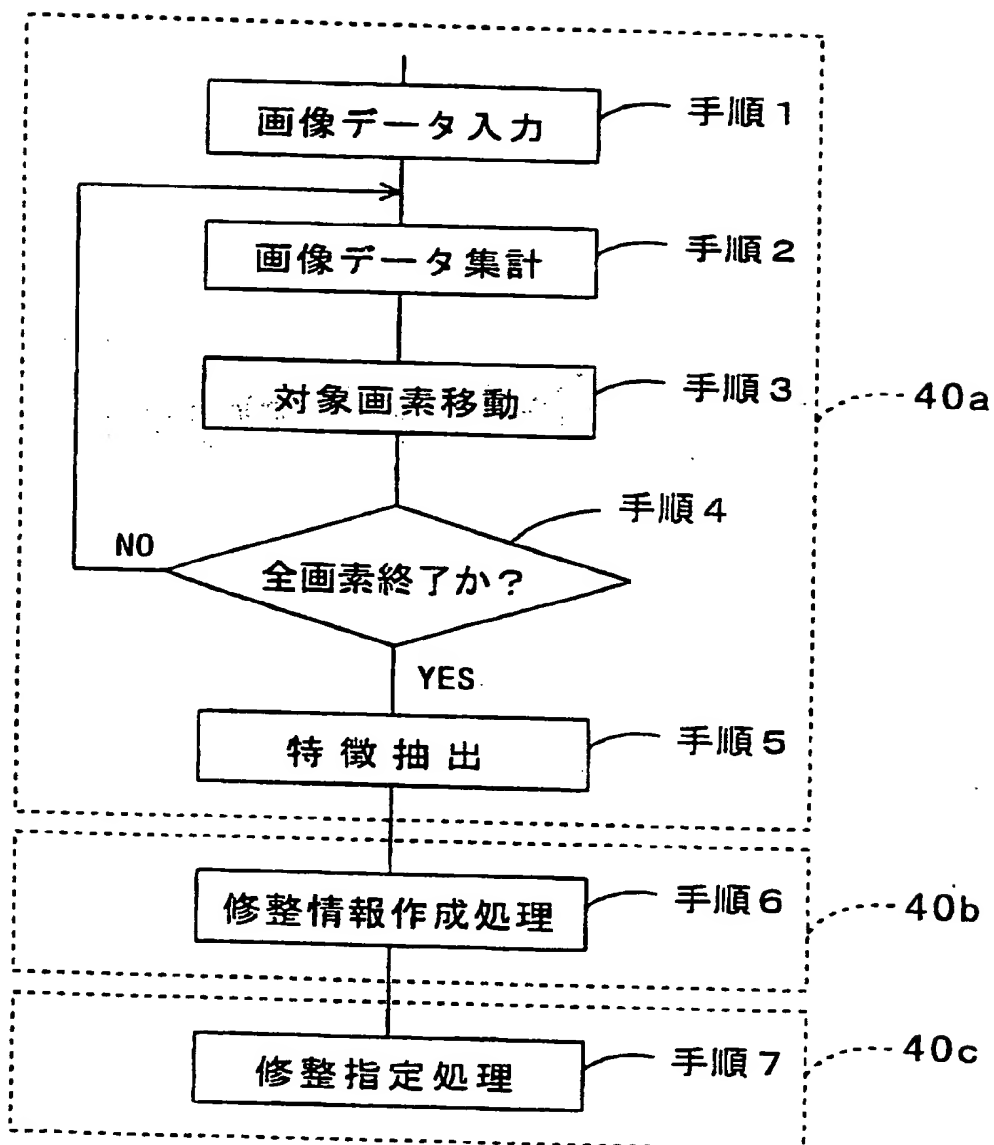 画像データ入力
手順1
画像データ集計
手順2
対象画素移動
手順3
40a
手順4
NO
全画素終了か?
YES
特徴抽出
手順5
修整情報作成処理
手順6
40b
修整指定処理
手順7
40c